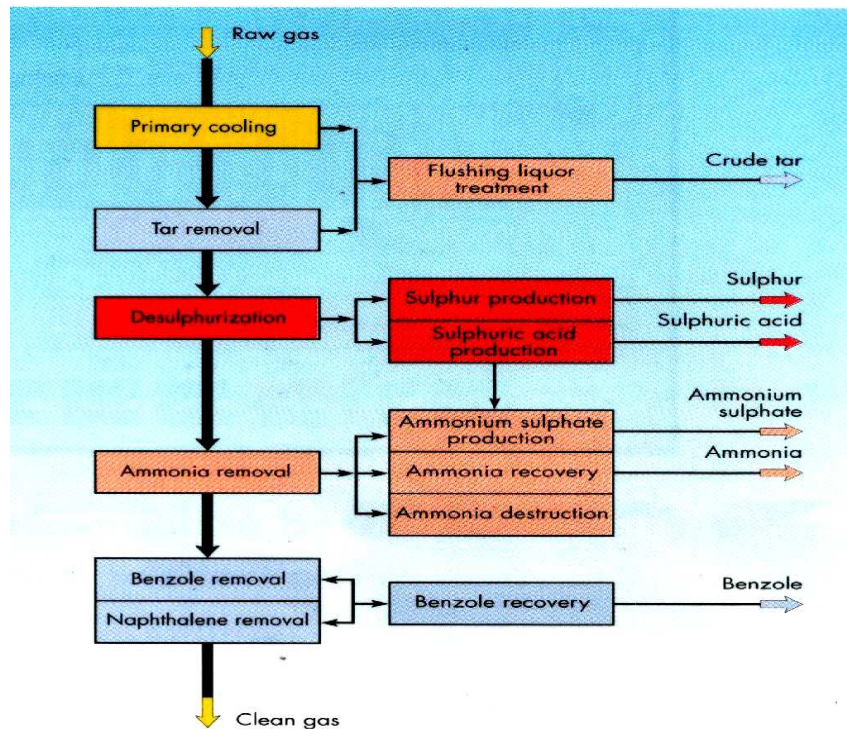 Raw gas
Primary cooling
Flushing liquor
treatment
Crude tar
Tar removal
Desulphurization
Sulphur production
Sulphur
Sulphuric acid
production
Sulphuric acid
Ammonium sulphate
production
Ammonium
sulphate
Ammonia removal
Ammonia recovery
Ammonia
Ammonia destruction
Benzole removal
Naphthalene removal
Benzole recovery
Benzole
Clean gas